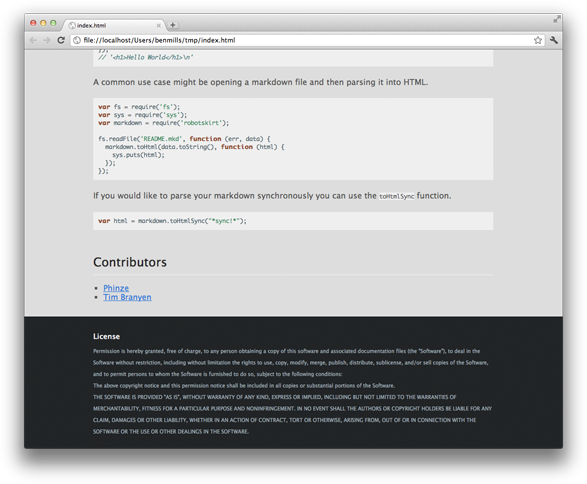 index.html
file://localhost/Users/benmills/tmp/index.html
});
// '<h1>Hello World</h1>\n'
A common use case might be opening a markdown file and then parsing it into HTML.
var fs = require('fs');
var sys = require('sys');
var markdown = require('robotskirt');
fs.readFile('README.mkd', function (err, data) {
markdown.toHtml(data.toString(), function (html) {
sys.puts(html);
});
});
If you would like to parse your markdown synchronously you can use the toHtmlSync function.
var html = markdown.toHtmlSync("*sync!*");
Contributors
Phinze
Tim Branyen
License
Permission is hereby granted, free of charge, to any person obtaining a copy of this software and associated documentation files (the "Software"), to deal in the
Software without restriction, including without limitation the rights to use, copy, modify, merge, publish, distribute, sublicense, and/or sell copies of the Software,
and to permit persons to whom the Software is furnished to do so, subject to the following conditions:
The above copyright notice and this permission notice shall be included in all copies or substantial portions of the Software.
THE SOFTWARE IS PROVIDED "AS IS", WITHOUT WARRANTY OF ANY KIND, EXPRESS OR IMPLIED, INCLUDING BUT NOT LIMITED TO THE WARRANTIES OF
MERCHANTABILITY, FITNESS FOR A PARTICULAR PURPOSE AND NONINFRINGEMENT. IN NO EVENT SHALL THE AUTHORS OR COPYRIGHT HOLDERS BE LIABLE FOR ANY
CLAIM, DAMAGES OR OTHER LIABILITY, WHETHER IN AN ACTION OF CONTRACT, TORT OR OTHERWISE, ARISING FROM, OUT OF OR IN CONNECTION WITH THE
SOFTWARE OR THE USE OR OTHER DEALINGS IN THE SOFTWARE.